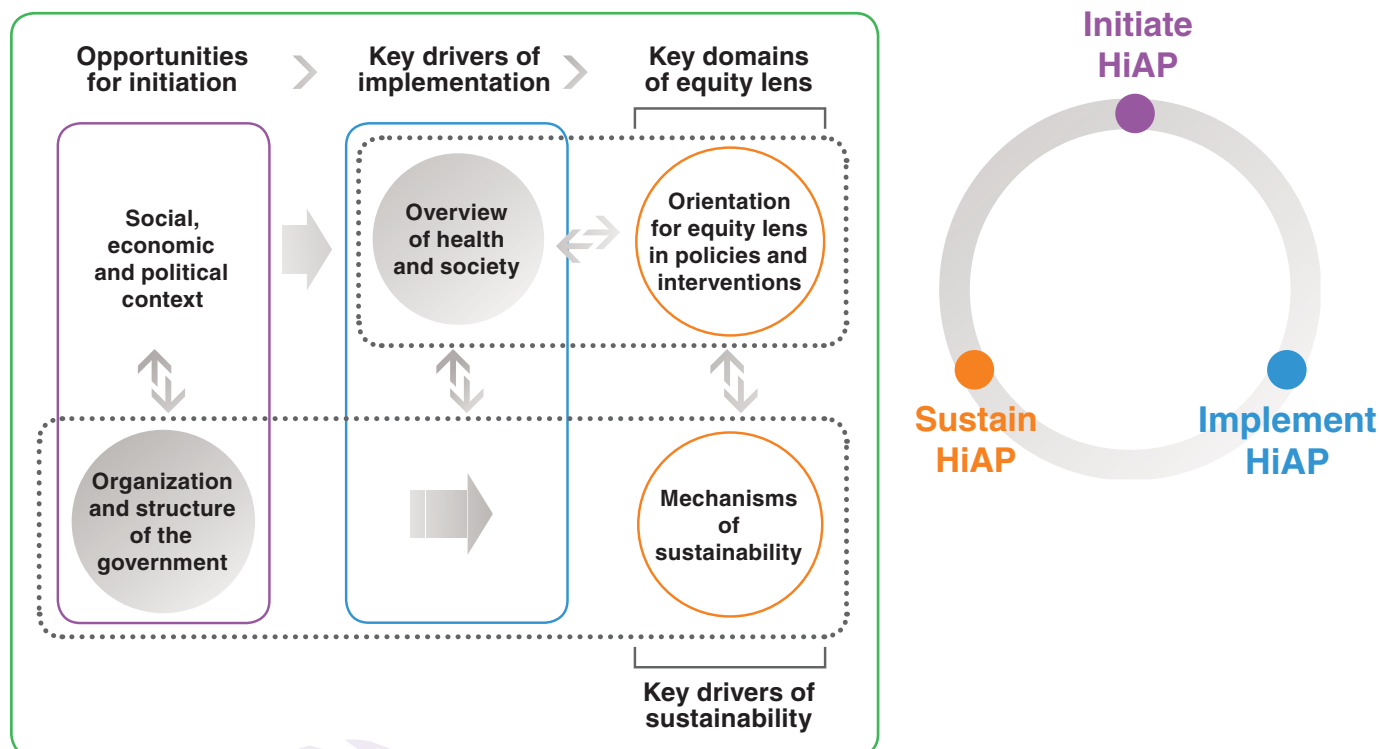 Opportunities
for initiation
Key drivers of
implementation
Key domains
of equity lens
Social,
economic
and political
context
Overview
of health
and society
Orientation
for equity lens
in policies and
interventions
Organization
and structure
of the
government
Mechanisms
of
sustainability
Key drivers of
sustainability
Initiate
HiAP
Sustain
HiAP
Implement
HiAP